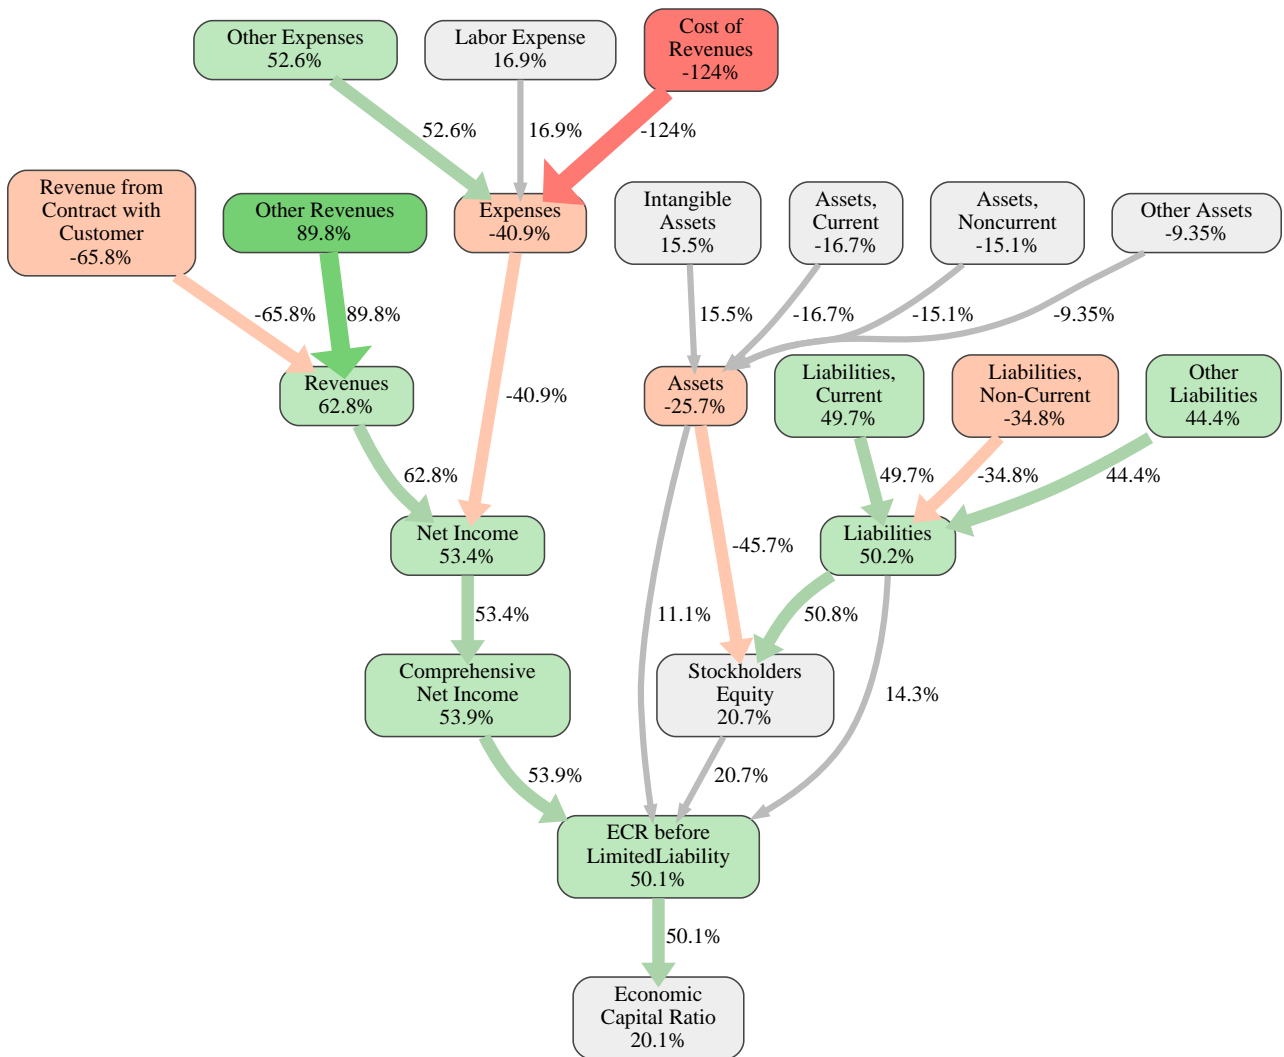 Other Expenses
52.6%
Labor Expense
16.9%
Cost of
Revenues
-124%
52.6%
16.9%
-124%
Revenue from
Contract with
Customer
-65.8%
Other Revenues
89.8%
Expenses
-40.9%
Intangible
Assets
15.5%
Assets,
Current
-16.7%
Assets,
Noncurrent
-15.1%
Other Assets
-9.35%
-65.8%
89.8%
-40.9%
15.5%
-16.7%
-15.1%
-9.35%
Revenues
62.8%
Assets
-25.7%
Liabilities,
Current
49.7%
Liabilities,
Non-Current
-34.8%
Other
Liabilities
44.4%
62.8%
49.7%
-34.8%
44.4%
Net Income
53.4%
-45.7%
Liabilities
50.2%
53.4%
11.1%
50.8%
14.3%
Comprehensive
Net Income
53.9%
Stockholders
Equity
20.7%
53.9%
20.7%
ECR before
LimitedLiability
50.1%
50.1%
Economic
Capital Ratio
20.1%